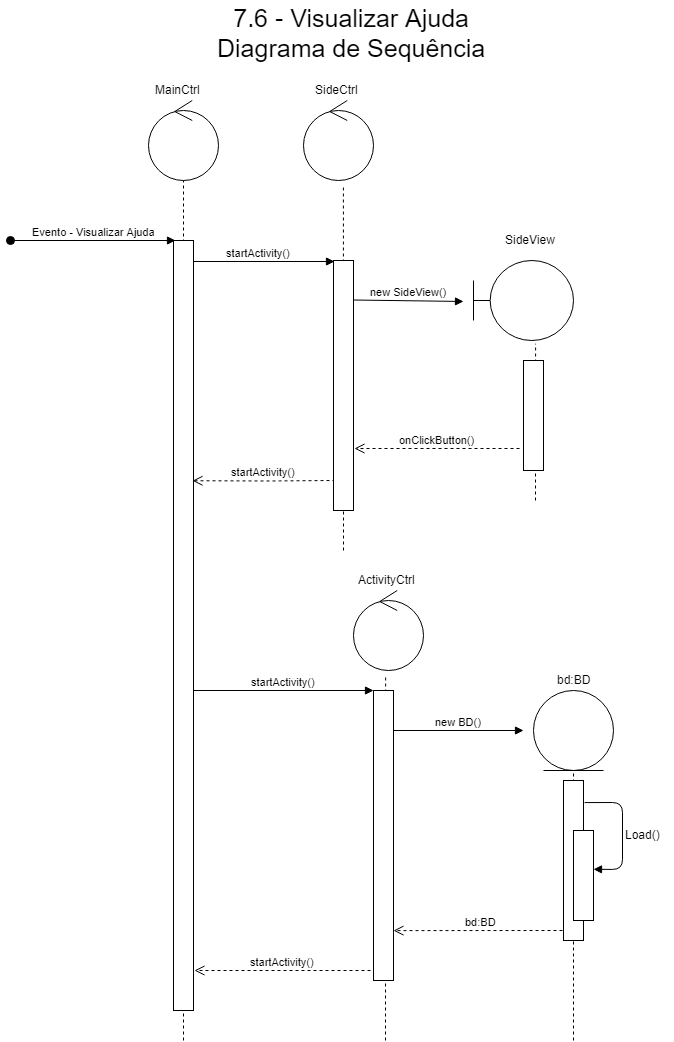 7.6 - Visualizar Ajuda
Diagrama de Sequência
MainCtrl
SideCtrl
Evento - Visualizar Ajuda
startActivity()
SideView
new SideView()
onClickButton()
startActivity()
ActivityCtrl
startActivity()
bd:BD
new BD()
Load()
bd:BD
startActivity()